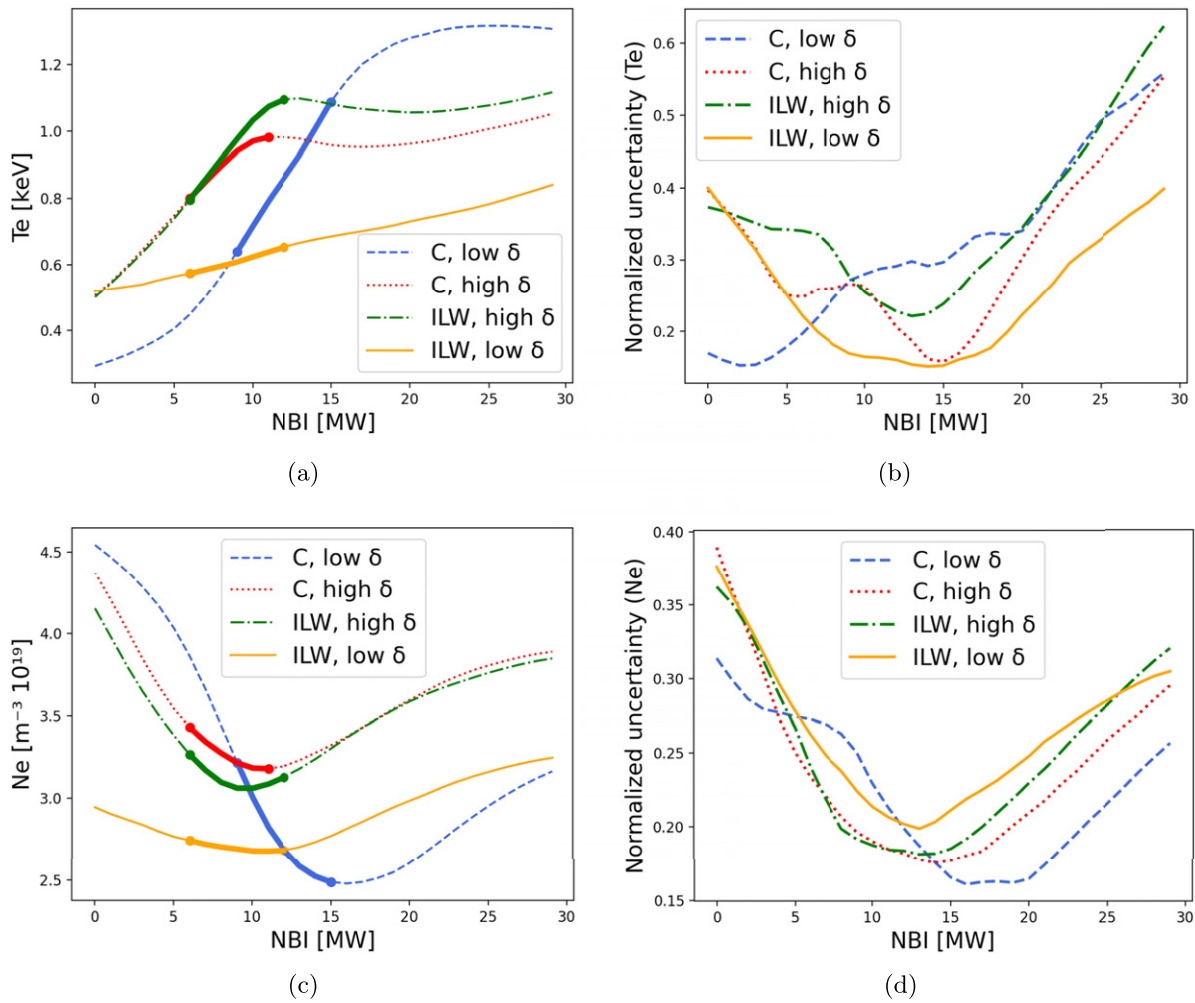 Te [keV]
1.2
1.0
0.8
0.6
0.4
C, low δ
C, high δ
ILW, high δ
ILW, low δ
0 5 10 15 20 25 30
NBI [MW]
(a)
Normalized uncertainty (Te)
0.6
0.5
0.4
0.3
0.2
C, low δ
C, high δ
ILW, high δ
ILW, low δ
0 5 10 15 20 25 30
NBI [MW]
(b)
Ne [m⁻³ 10¹⁹]
4.5
4.0
3.5
3.0
2.5
C, low δ
C, high δ
ILW, high δ
ILW, low δ
0 5 10 15 20 25 30
NBI [MW]
(c)
Normalized uncertainty (Ne)
0.40
0.35
0.30
0.25
0.20
0.15
C, low δ
C, high δ
ILW, high δ
ILW, low δ
0 5 10 15 20 25 30
NBI [MW]
(d)